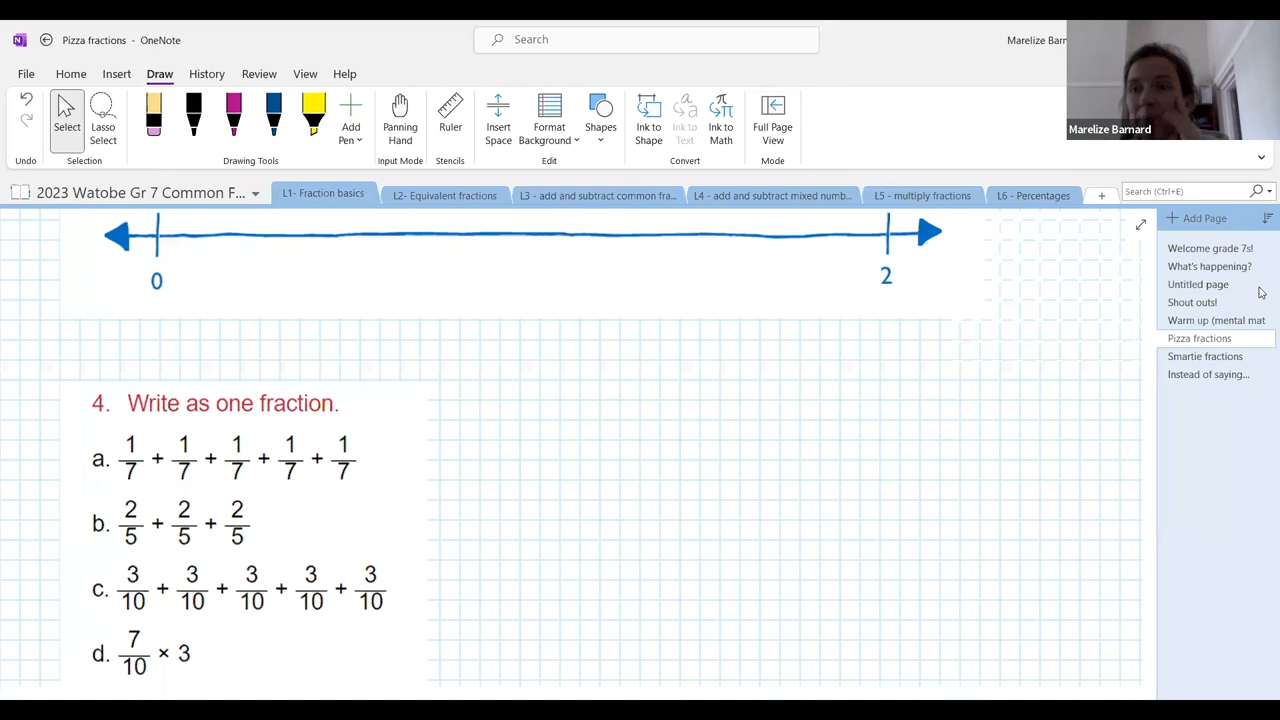 Pizza fractions - OneNote
Search
Marelize Barn
File Home Insert Draw History Review View Help
Select
Lasso Select
Add Pen
Panning Hand
Ruler
Insert Space
Format Background
Shapes
Ink to Shape
Ink to Text
Ink to Math
Full Page View
Marelize Barnard
Undo Selection Drawing Tools Input Mode Stencils Edit Convert Mode
2023 Watobe Gr 7 Common F... L1- Fraction basics L2- Equivalent fractions L3 - add and subtract common fra... L4 - add and subtract mixed numb... L5 - multiply fractions L6 - Percentages + Search (Ctrl+E)
Add Page
Welcome grade 7s!
What's happening?
Untitled page
Shout outs!
Warm up (mental mat
Pizza fractions
Smartie fractions
Instead of saying...
0 2
4. Write as one fraction.
a. 1/7 + 1/7 + 1/7 + 1/7 + 1/7
b. 2/5 + 2/5 + 2/5
c. 3/10 + 3/10 + 3/10 + 3/10 + 3/10
d. 7/10 × 3